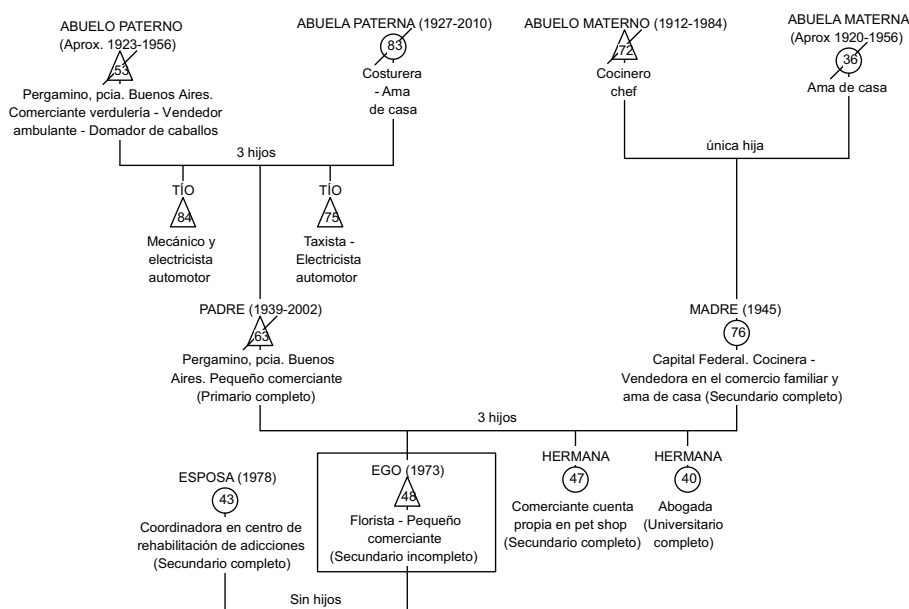 ABUELO PATERNO
(Aprox. 1923-1956)
53
Pergamino, pcia. Buenos Aires.
Comerciante verdulería - Vendedor
ambulante - Domador de caballos
ABUELA PATERNA (1927-2010)
83
Costurera
- Ama
de casa
ABUELO MATERNO (1912-1984)
72
Cocinero
chef
ABUELA MATERNA
(Aprox 1920-1956)
36
Ama de casa
3 hijos
única hija
TÍO
84
Mecánico y
electricista
automotor
TÍO
75
Taxista -
Electricista
automotor
PADRE (1939-2002)
63
Pergamino, pcia. Buenos
Aires. Pequeño comerciante
(Primario completo)
MADRE (1945)
76
Capital Federal. Cocinera -
Vendedora en el comercio familiar y
ama de casa (Secundario completo)
3 hijos
ESPOSA (1978)
43
Coordinadora en centro de
rehabilitación de adicciones
(Secundario completo)
EGO (1973)
48
Florista - Pequeño
comerciante
(Secundario incompleto)
HERMANA
47
Comerciante cuenta
propia en pet shop
(Secundario completo)
HERMANA
40
Abogada
(Universitario
completo)
Sin hijos